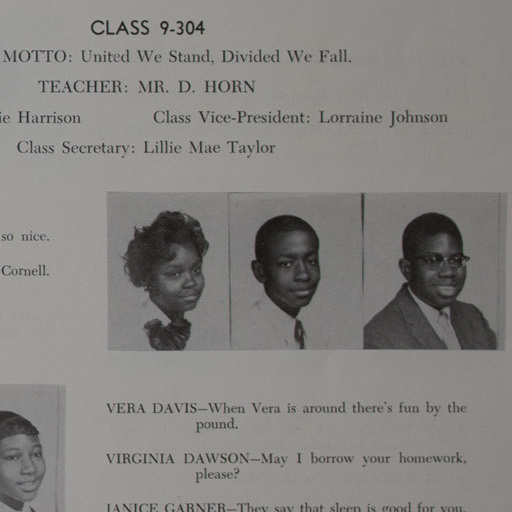 CLASS 9-304
MOTTO: United We Stand, Divided We Fall.
TEACHER: MR. D. HORN
ie Harrison Class Vice-President: Lorraine Johnson
Class Secretary: Lillie Mae Taylor
so nice.
Cornell.
VERA DAVIS—When Vera is around there's fun by the
pound.
VIRGINIA DAWSON—May I borrow your homework,
please?
JANICE GARNER—They say that sleep is good for you.